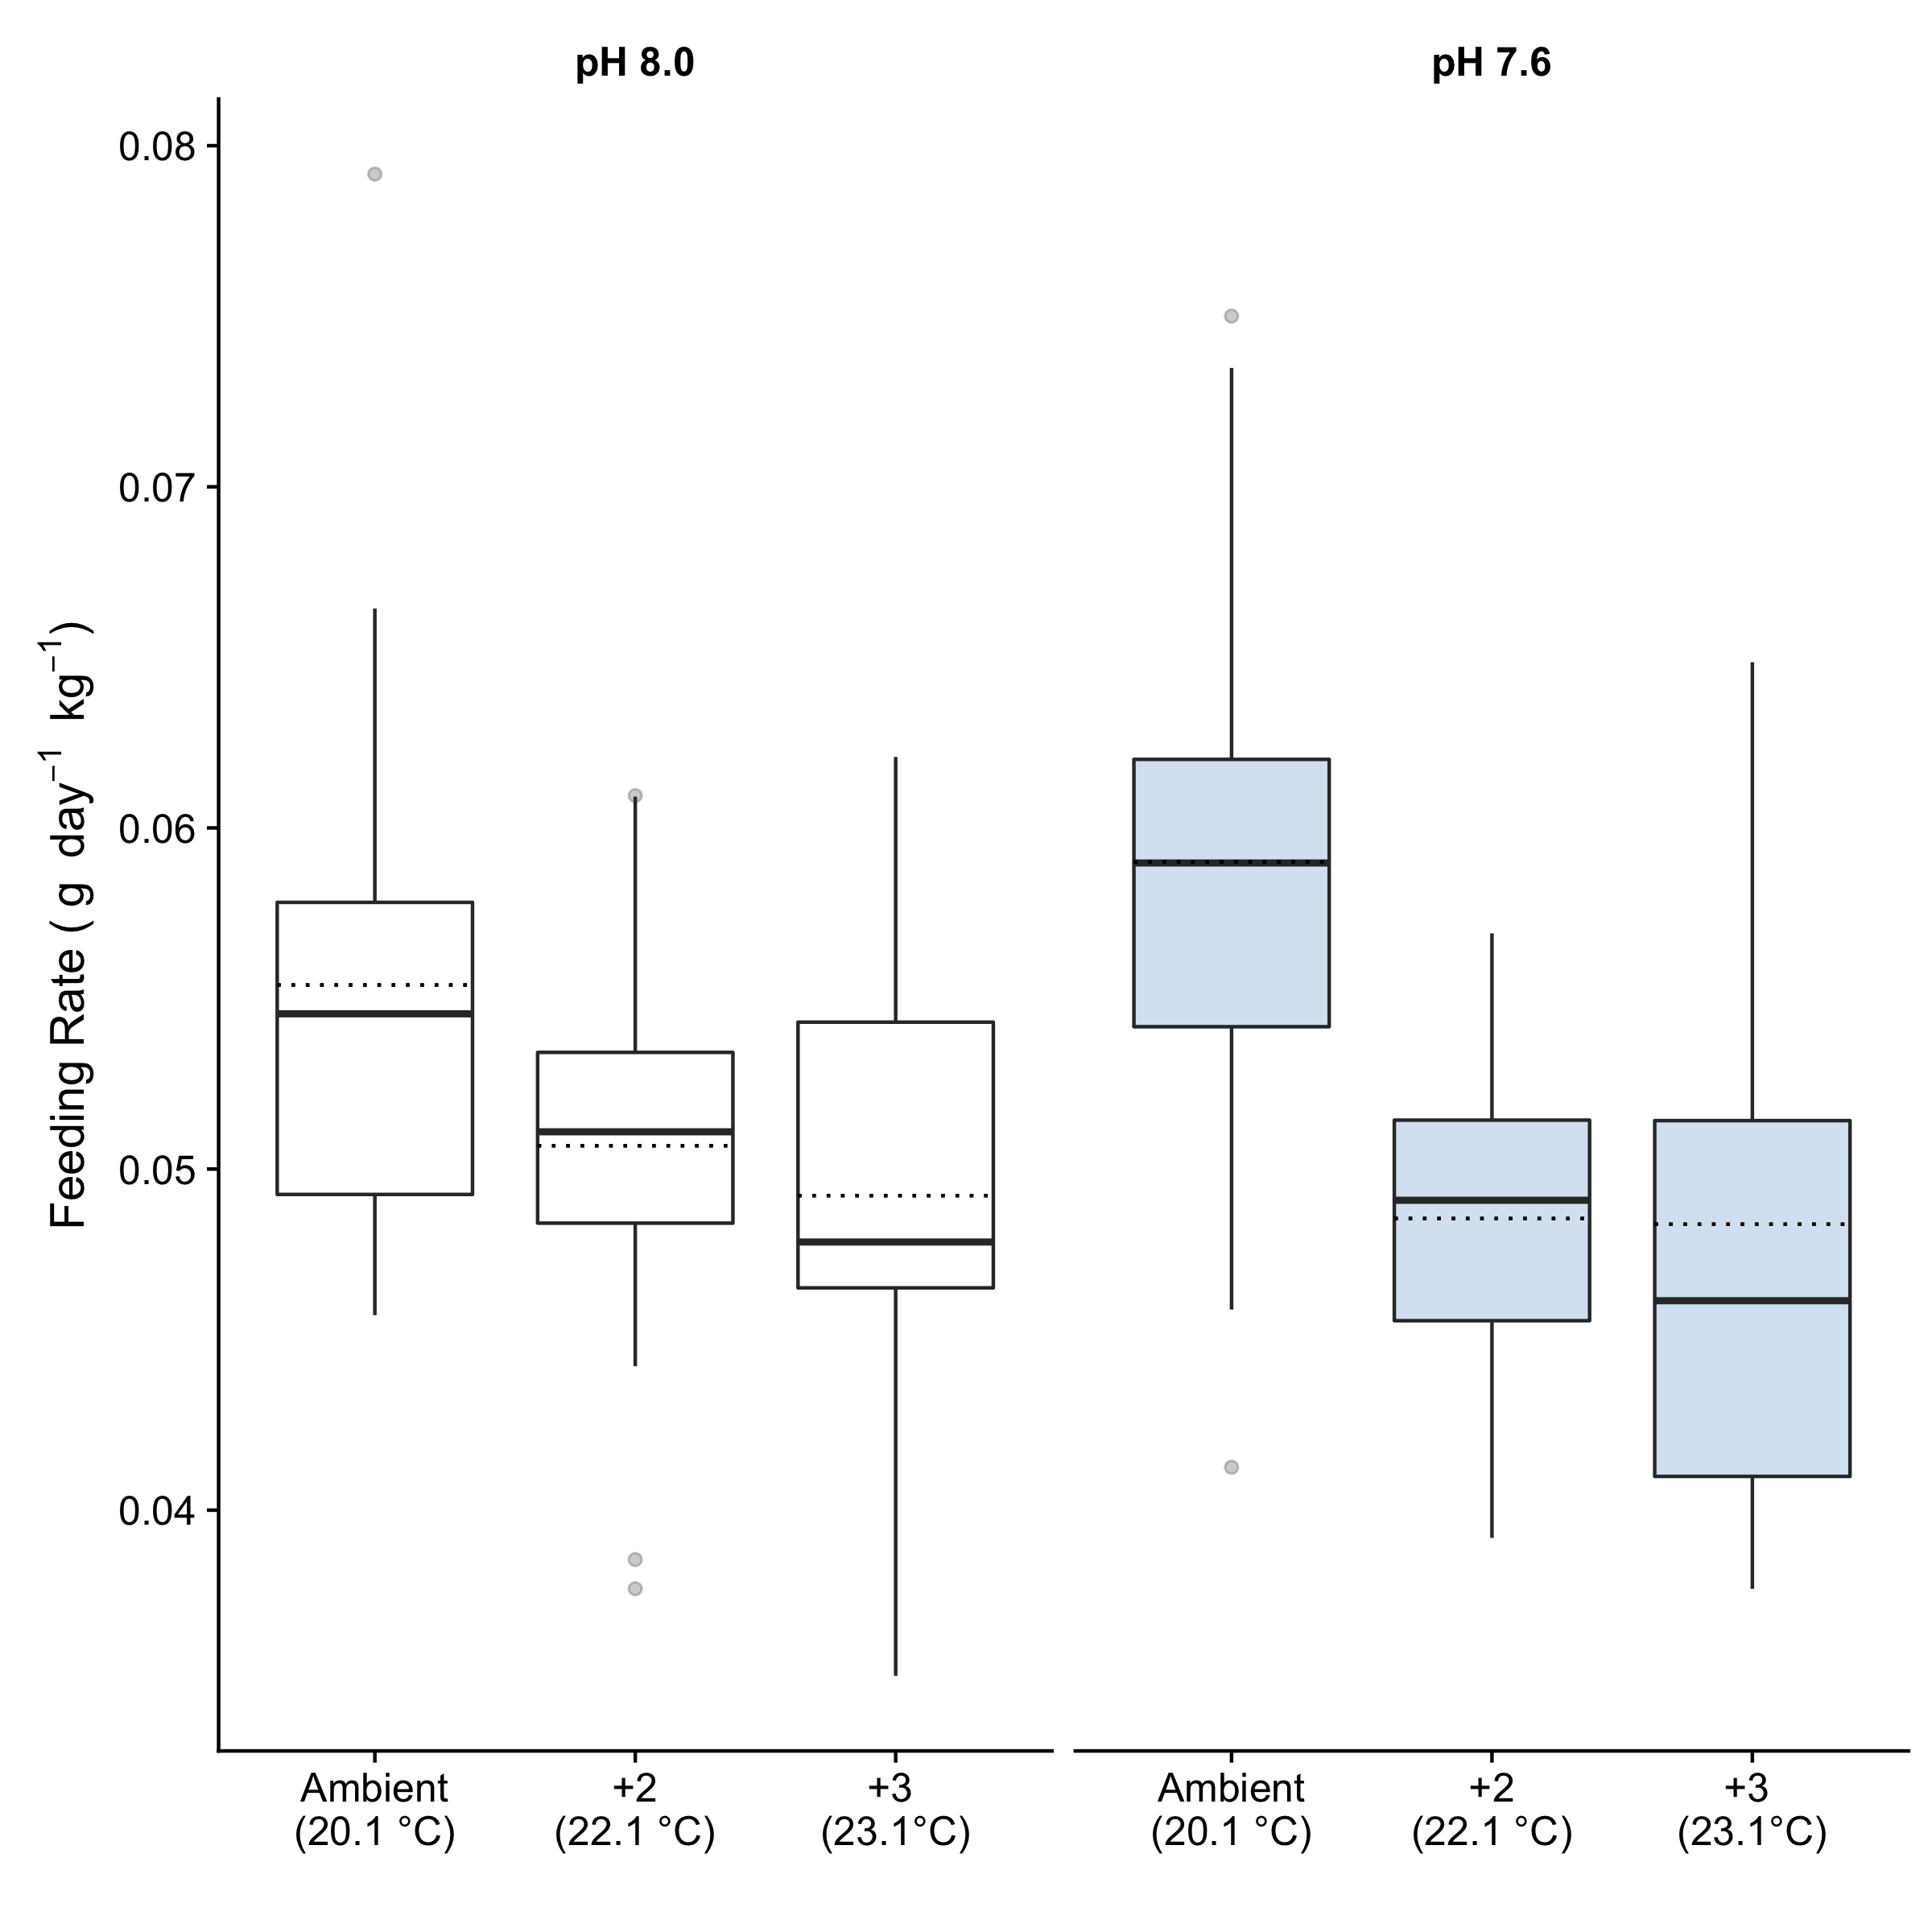 pH 8.0
pH 7.6
0.08
0.07
0.06
0.05
0.04
Feeding Rate ( g day⁻¹ kg⁻¹)
Ambient
(20.1 °C)
+2
(22.1 °C)
+3
(23.1°C)
Ambient
(20.1 °C)
+2
(22.1 °C)
+3
(23.1°C)